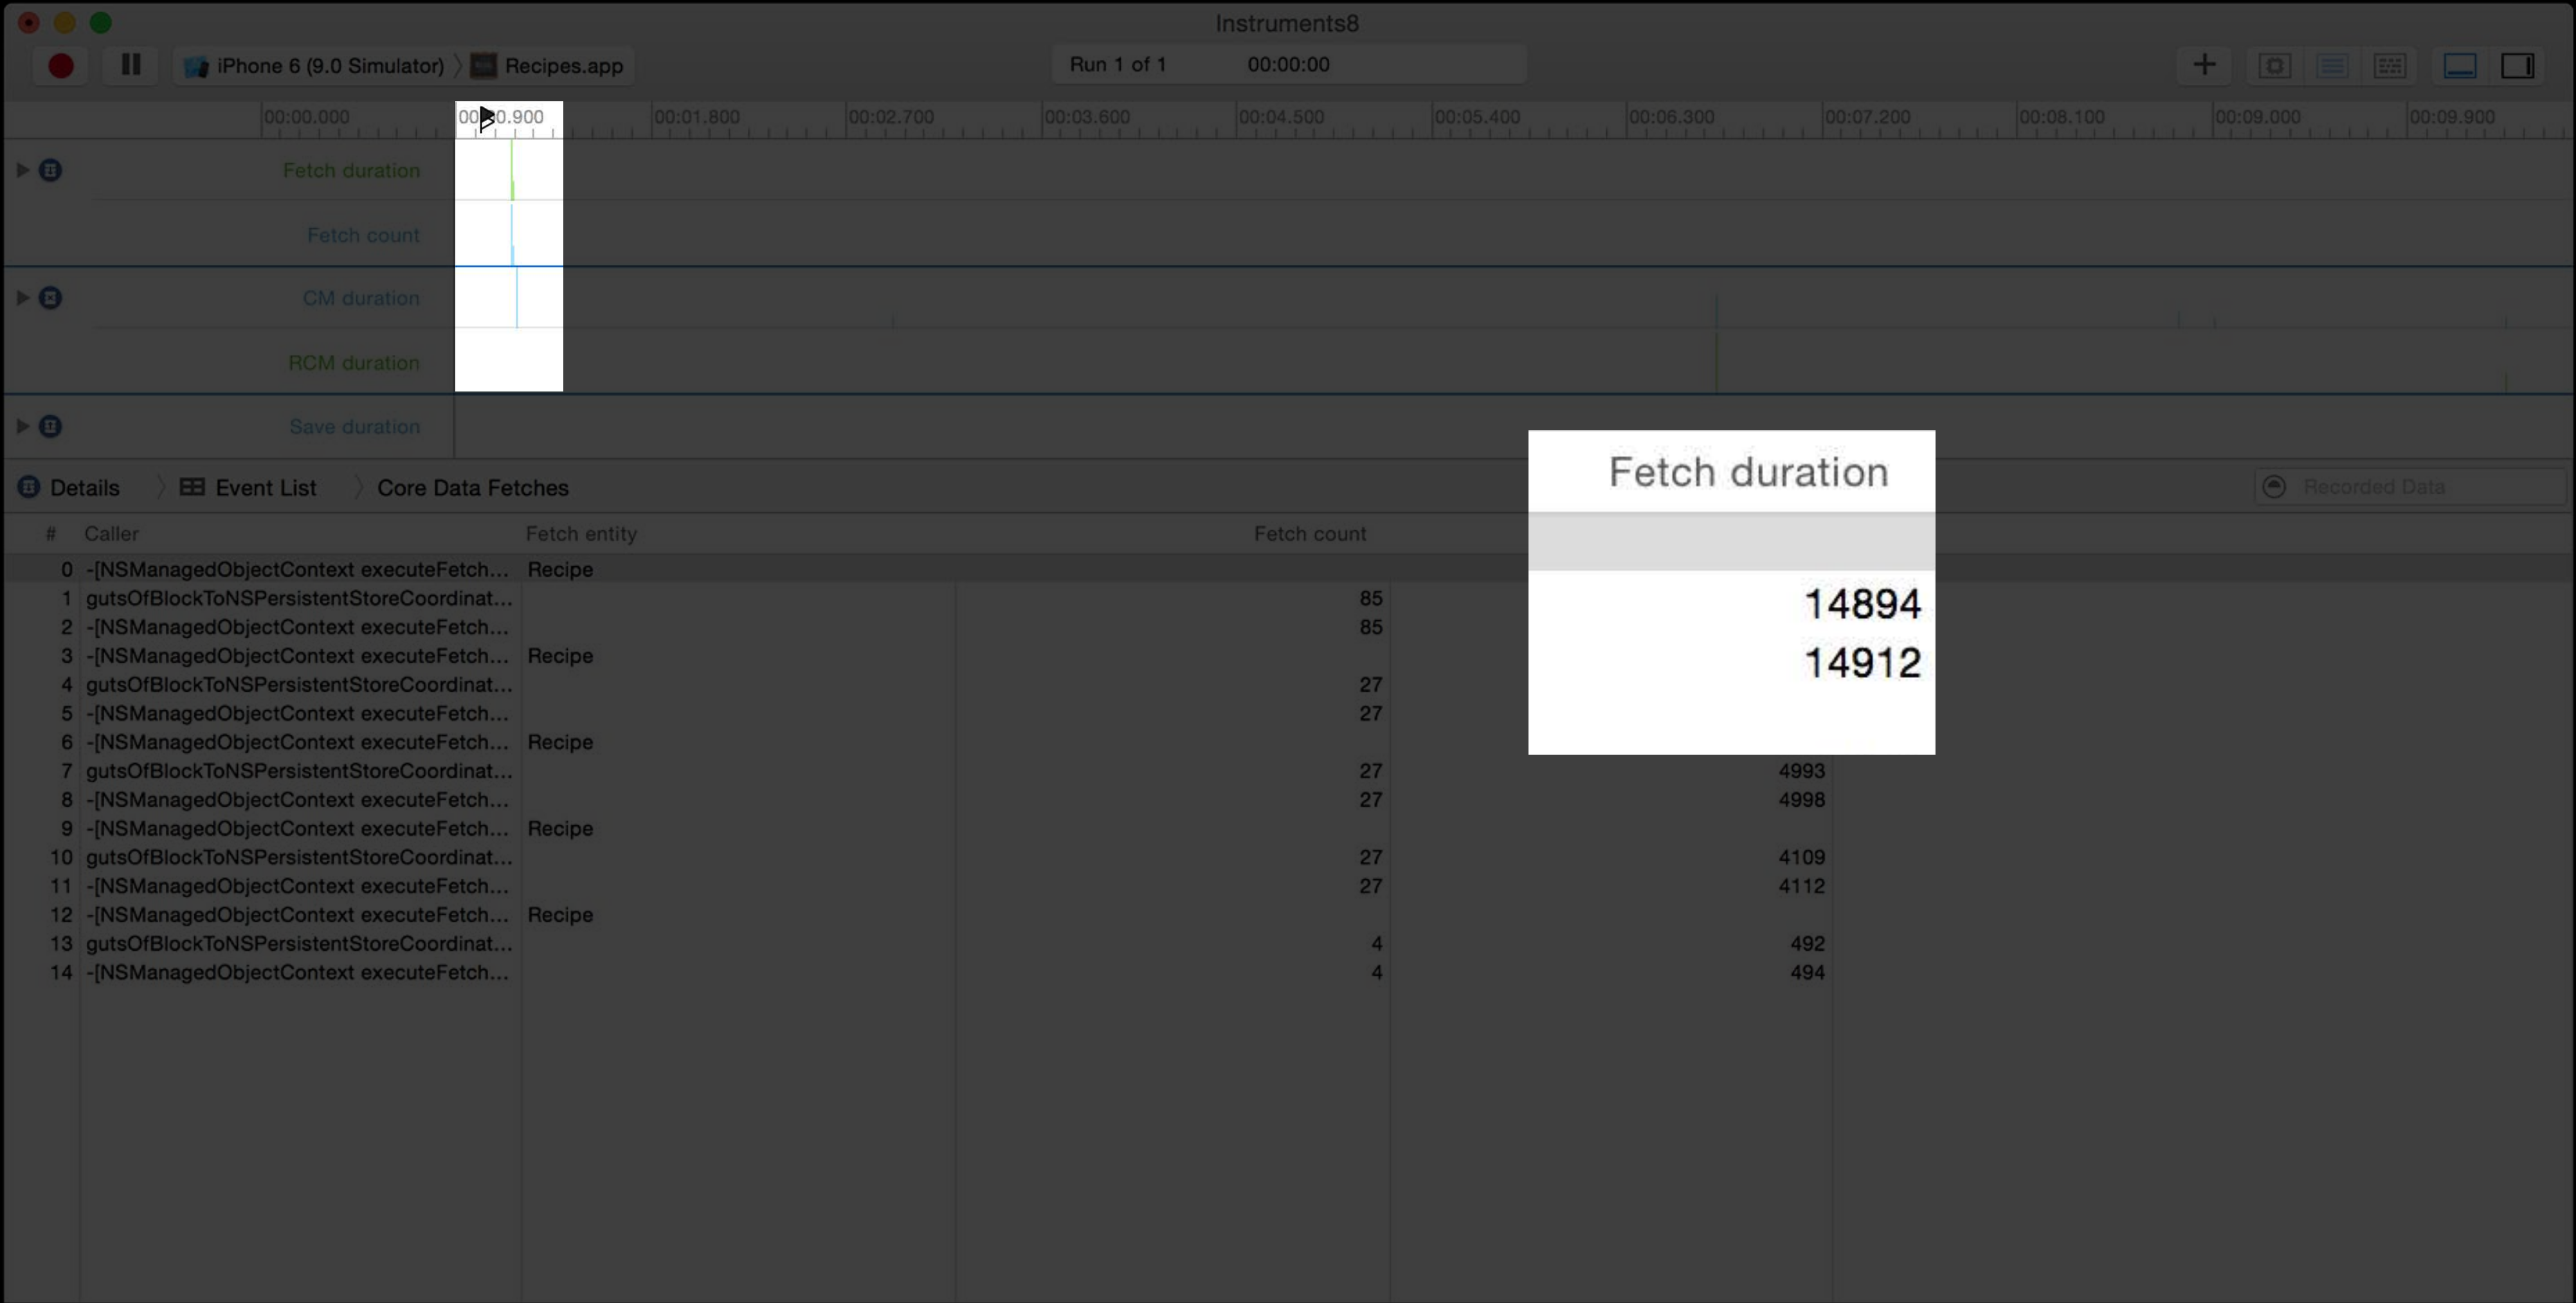 Instruments8
iPhone 6 (9.0 Simulator) Recipes.app Run 1 of 1 00:00:00
00:00.000 0.900 00:01.800 00:02.700 00:03.600 00:04.500 00:05.400 00:06.300 00:07.200 00:08.100 00:09.000 00:09.900
Fetch duration
Fetch count
CM duration
RCM duration
Save duration
Details Event List Core Data Fetches Recorded Data
Fetch duration
14894
14912
# Caller Fetch entity Fetch count
0 -[NSManagedObjectContext executeFetch... Recipe
1 gutsOfBlockToNSPersistentStoreCoordinat... 85
2 -[NSManagedObjectContext executeFetch... 85
3 -[NSManagedObjectContext executeFetch... Recipe
4 gutsOfBlockToNSPersistentStoreCoordinat... 27
5 -[NSManagedObjectContext executeFetch... 27
6 -[NSManagedObjectContext executeFetch... Recipe
7 gutsOfBlockToNSPersistentStoreCoordinat... 27 4993
8 -[NSManagedObjectContext executeFetch... 27 4998
9 -[NSManagedObjectContext executeFetch... Recipe
10 gutsOfBlockToNSPersistentStoreCoordinat... 27 4109
11 -[NSManagedObjectContext executeFetch... 27 4112
12 -[NSManagedObjectContext executeFetch... Recipe
13 gutsOfBlockToNSPersistentStoreCoordinat... 4 492
14 -[NSManagedObjectContext executeFetch... 4 494